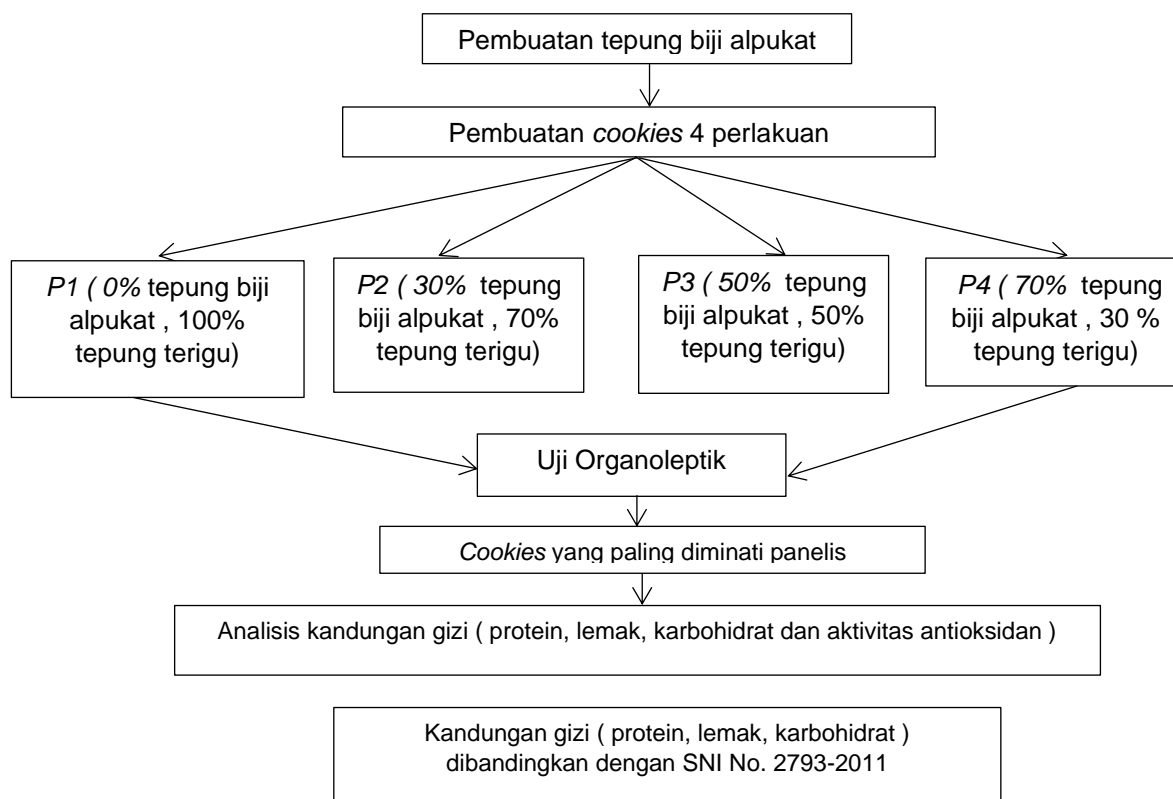 Pembuatan tepung biji alpukat
Pembuatan cookies 4 perlakuan
P1 ( 0% tepung biji
alpukat , 100%
tepung terigu)
P2 ( 30% tepung
biji alpukat , 70%
tepung terigu)
P3 ( 50% tepung
biji alpukat , 50%
tepung terigu)
P4 ( 70% tepung
biji alpukat , 30 %
tepung terigu)
Uji Organoleptik
Cookies yang paling diminati panelis
Analisis kandungan gizi ( protein, lemak, karbohidrat dan aktivitas antioksidan )
Kandungan gizi ( protein, lemak, karbohidrat )
dibandingkan dengan SNI No. 2793-2011